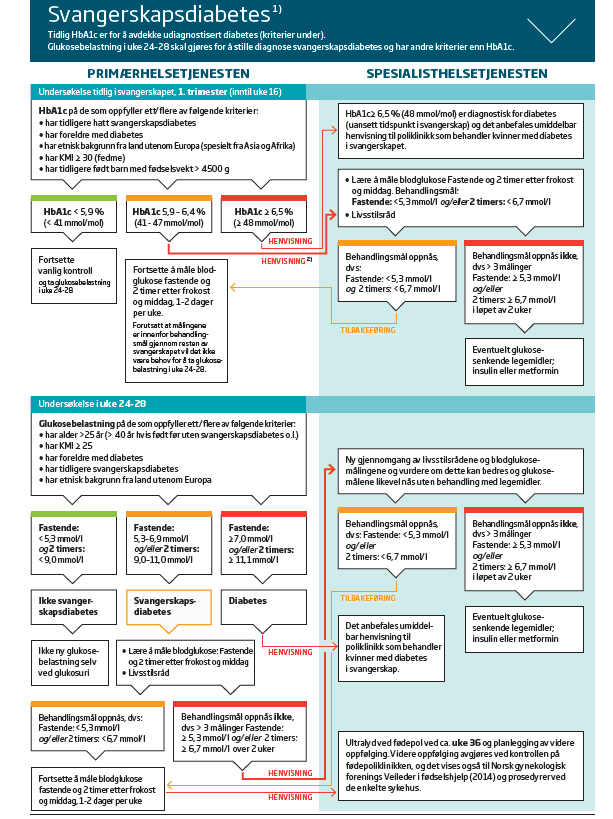 Svangerskapsdiabetes1)
Tidlig HbA1c er for å avdekke udiagnostisert diabetes (kriterier under).
Glukosebelastning i uke 24-28 skal gjøres for å stille diagnose svangerskapsdiabetes og har andre kriterier enn HbA1c.
PRIMÆRHELSETJENESTEN
SPESIALISTHELSETJENESTEN
Undersøkelse tidlig i svangerskapet, 1. trimester (inntil uke 16)
HbA1c på de som oppfyller ett/flere av følgende kriterier:
• har tidligere hatt svangerskapsdiabetes
• har foreldre med diabetes
• har etnisk bakgrunn fra land utenom Europa (spesielt fra Asia og Afrika)
• har KMI ≥ 30 (fedme)
• har tidligere født barn med fødselsvekt > 4500 g
HbA1c≥ 6,5 % (48 mmol/mol) er diagnostisk for diabetes
(uansett tidspunkt i svangerskap) og det anbefales umiddelbar
henvisning til poliklinikk som behandler kvinner med diabetes
i svangerskapet.
HbA1c < 5,9 %
(< 41 mmol/mol)
HbA1c 5,9 – 6,4 %
(41 - 47 mmol/mol)
HbA1c ≥ 6,5 %
(≥ 48 mmol/mol)
HENVISNING
HENVISNING2)
• Lære å måle blodglukose Fastende og 2 timer etter frokost
og middag. Behandlingsmål:
Fastende: <5,3 mmol/l og/eller 2 timers: <6,7 mmol/l
• Livsstilsråd
Fortsette
vanlig kontroll
og ta glukosebelastning
i uke 24-28
Fortsette å måle blod-
glukose fastende og
2 timer etter frokost
og middag, 1-2 dager
per uke.
Forutsatt at målingene
er innenfor behandling-
smål gjennom resten av
svangerskapet vil det ikke
være behov for å ta glukose-
belastning i uke 24-28.
Behandlingsmål oppnås,
dvs:
Fastende: <5,3 mmol/l
og 2 timers: <6,7 mmol/l
Behandlingsmål oppnås ikke,
dvs > 3 målinger
Fastende: ≥ 5,3 mmol/l
og/eller
2 timers: ≥ 6,7 mmol/l
i løpet av 2 uker
TILBAKEFØRING
Eventuelt glukose-
senkende legemidler;
insulin eller metformin
Undersøkelse i uke 24-28
Glukosebelastning på de som oppfyller ett/flere av følgende kriterier:
• har alder >25 år (> 40 år hvis født før uten svangerskapsdiabetes o.l.)
• har KMI ≥ 25
• har foreldre med diabetes
• har tidligere svangerskapsdiabetes
• har etnisk bakgrunn fra land utenom Europa
Ny gjennomgang av livsstilsrådene og blodglukose-
målingene og vurdere om dette kan bedres og glukose-
målene likevel nås uten behandling med legemidler.
Fastende:
<5,3 mmol/l
og 2 timers:
<9,0 mmol/l
Fastende:
5,3–6,9 mmol/l
og/eller 2 timers:
9,0–11,0 mmol/l
Fastende:
≥7,0 mmol/l
og/eller 2 timers:
≥ 11,1 mmol/l
Behandlingsmål oppnås,
dvs: Fastende: <5,3 mmol/l
og/eller
2 timers: <6,7 mmol/l
Behandlingsmål oppnås ikke,
dvs > 3 målinger
Fastende: ≥ 5,3 mmol/l
og/eller
2 timers: ≥ 6,7 mmol/l
i løpet av 2 uker
TILBAKEFØRING
Ikke svanger-
skapsdiabetes
Svangerskaps-
diabetes
Diabetes
Eventuelt glukose-
senkende legemidler;
insulin eller metformin
Det anbefales umiddel-
bar henvisning til
poliklinikk som behandler
kvinner med diabetes
i svangerskap.
HENVISNING
Ikke ny glukose-
belastning selv
ved glukosuri
• Lære å måle blodglukose: Fastende
og 2 timer etter frokost og middag
• Livsstilsråd
Behandlingsmål oppnås, dvs:
Fastende: <5,3 mmol/l
og/eller 2 timers: <6,7 mmol/l
Behandlingsmål oppnås ikke,
dvs > 3 målinger Fastende:
≥ 5,3 mmol/l og/eller 2 timers:
≥ 6,7 mmol/l over 2 uker
Fortsette å måle blodglukose
fastende og 2 timer etter frokost
og middag, 1-2 dager per uke
HENVISNING
Ultralyd ved fødepol ved ca. uke 36 og planlegging av videre
oppfølging. Videre oppfølging avgjøres ved kontrollen på
fødepoliklinikken, og det vises også til Norsk gynekologisk
forenings Veileder i fødselshjelp (2014) og prosedyrer ved
de enkelte sykehus.